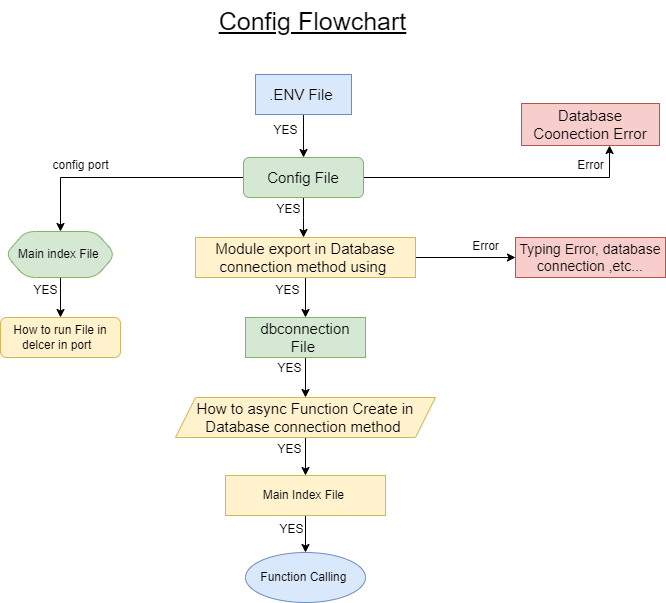 Config Flowchart
.ENV File
YES
Database
Coonection Error
config port
Error
Config File
YES
Main index File
Module export in Database
connection method using
Error
Typing Error, database
connection ,etc...
YES
YES
How to run File in
delcer in port
dbconnection
File
YES
How to async Function Create in
Database connection method
YES
Main Index File
YES
Function Calling